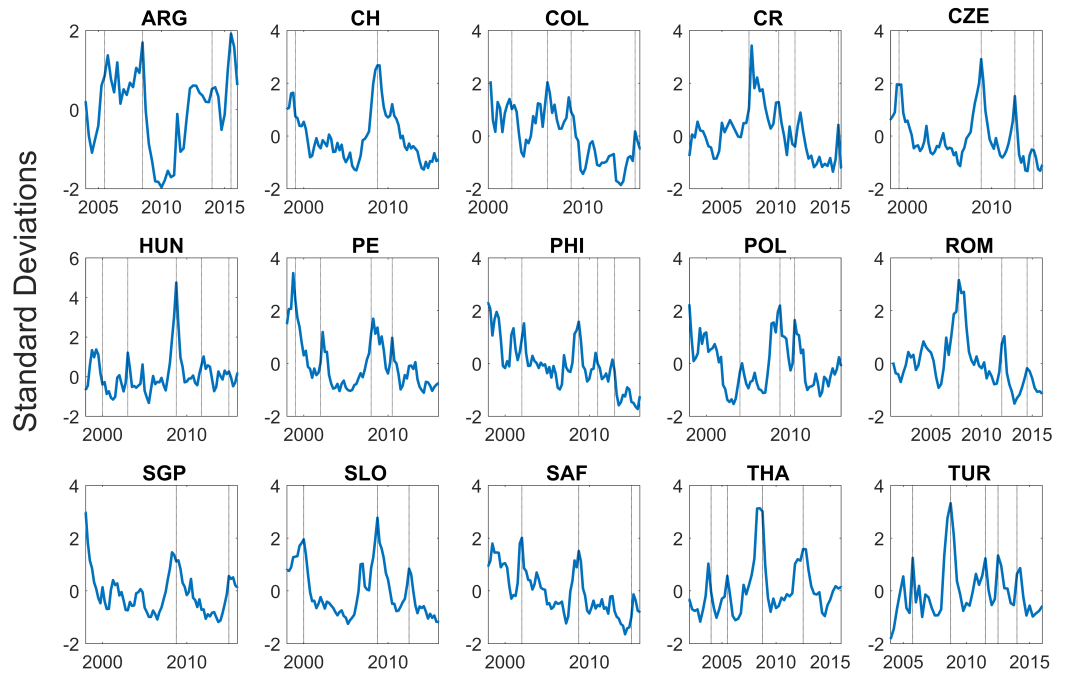 Standard Deviations
ARG CH COL CR CZE
2 4 4 4 4
2 2 2 2
0
0 0 0 0
-2 -2 -2 -2 -2
2005 2010 2015 2000 2010 2000 2010 2005 2010 2015 2000 2010
HUN PE PHI POL ROM
6 4 4 4 4
4
2 2 2 2
2
0 0 0 0
0
-2 -2 -2 -2 -2
2000 2010 2000 2010 2000 2010 2000 2010 2005 2010 2015
SGP SLO SAF THA TUR
4 4 4 4 4
2 2 2 2 2
0 0 0 0 0
-2 -2 -2 -2 -2
2000 2010 2000 2010 2000 2010 2005 2010 2015 2005 2010 2015